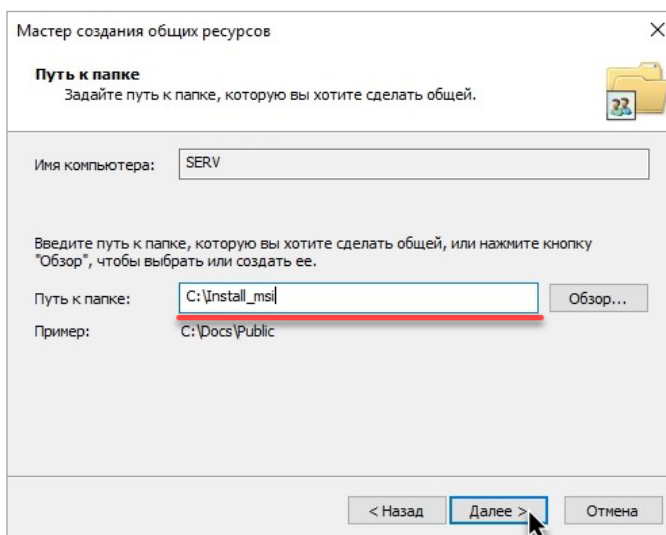 Мастер создания общих ресурсов
Путь к папке
Задайте путь к папке, которую вы хотите сделать общей.
Имя компьютера: SERV
Введите путь к папке, которую вы хотите сделать общей, или нажмите кнопку
"Обзор", чтобы выбрать или создать ее.
Путь к папке: C:\Install_msi Обзор...
Пример: C:\Docs\Public
< Назад Далее > Отмена